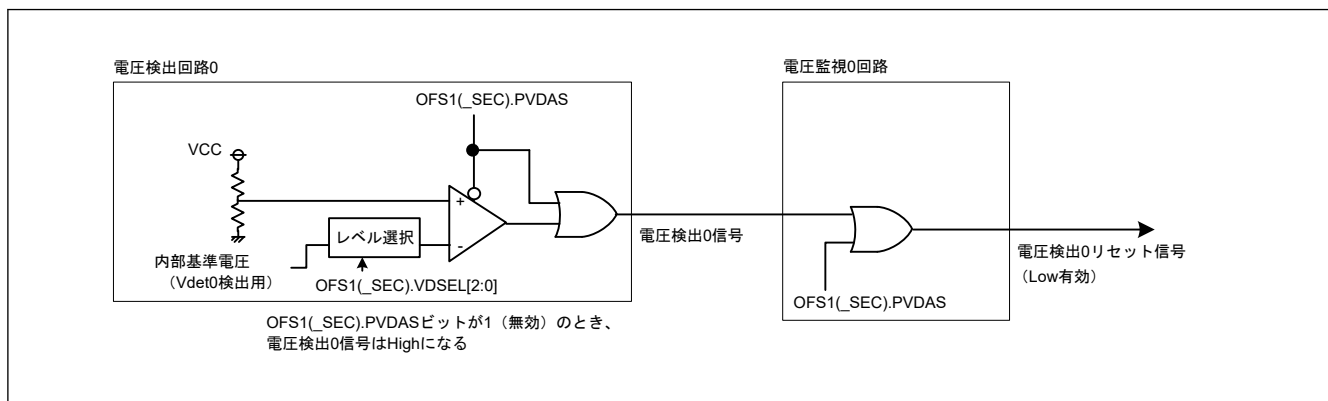 電圧検出回路0
OFS1(_SEC).PVDAS
VCC
+
-
レベル選択
内部基準電圧
（Vdet0検出用）
OFS1(_SEC).VDSEL[2:0]
OFS1(_SEC).PVDASビットが1（無効）のとき、
電圧検出0信号はHighになる
電圧検出0信号
電圧監視0回路
OFS1(_SEC).PVDAS
電圧検出0リセット信号
（Low有効）